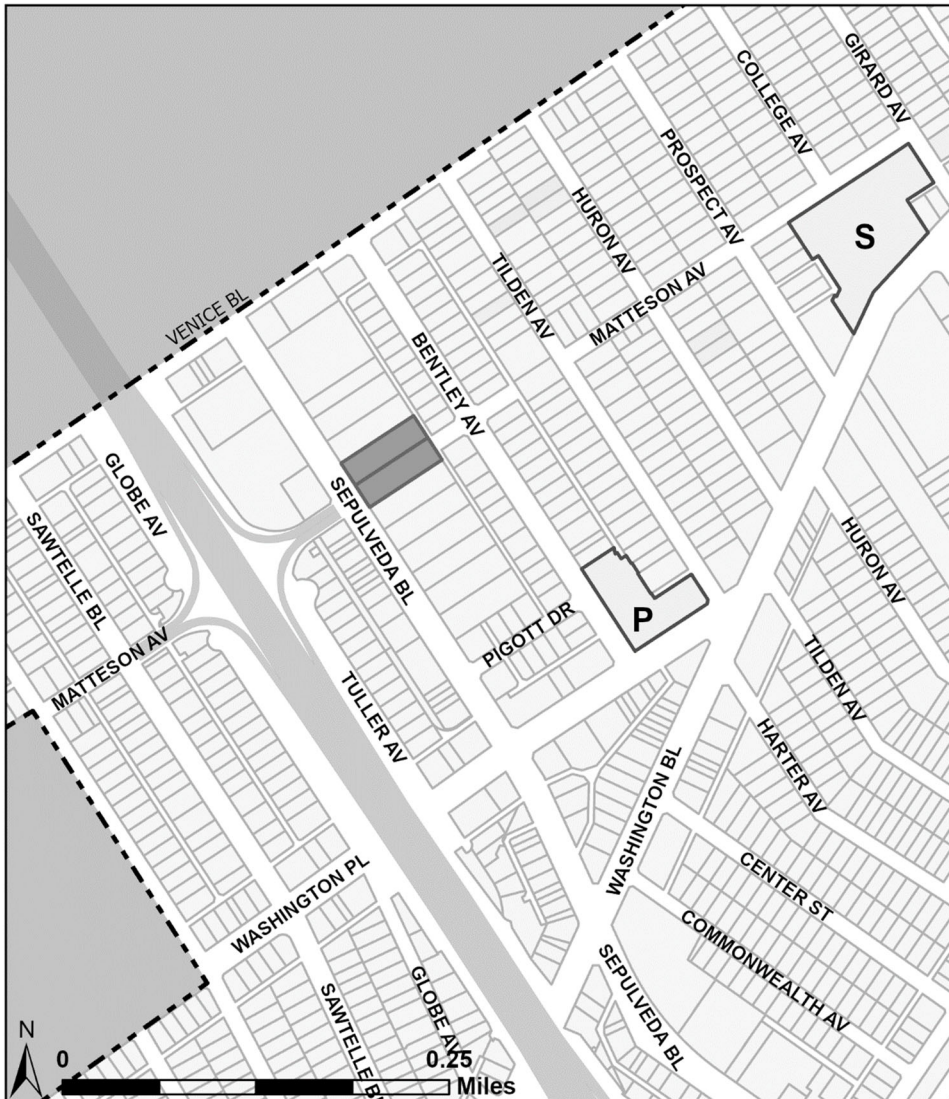 GIRARD AV
COLLEGE AV
PROSPECT AV
S
HURON AV
TILDEN AV
MATTESON AV
VENICE BL
BENTLEY AV
GLOBE AV
SEPULVEDA BL
SAWTELLE BL
HURON AV
P
PIGOTT DR
MATTESON AV
TILDEN AV
TULLER AV
HARTER AV
WASHINGTON BL
CENTER ST
WASHINGTON PL
COMMONWEALTH AV
SEPULVEDA BL
GLOBE AV
SAWTELLE BL
N
0 0.25
Miles